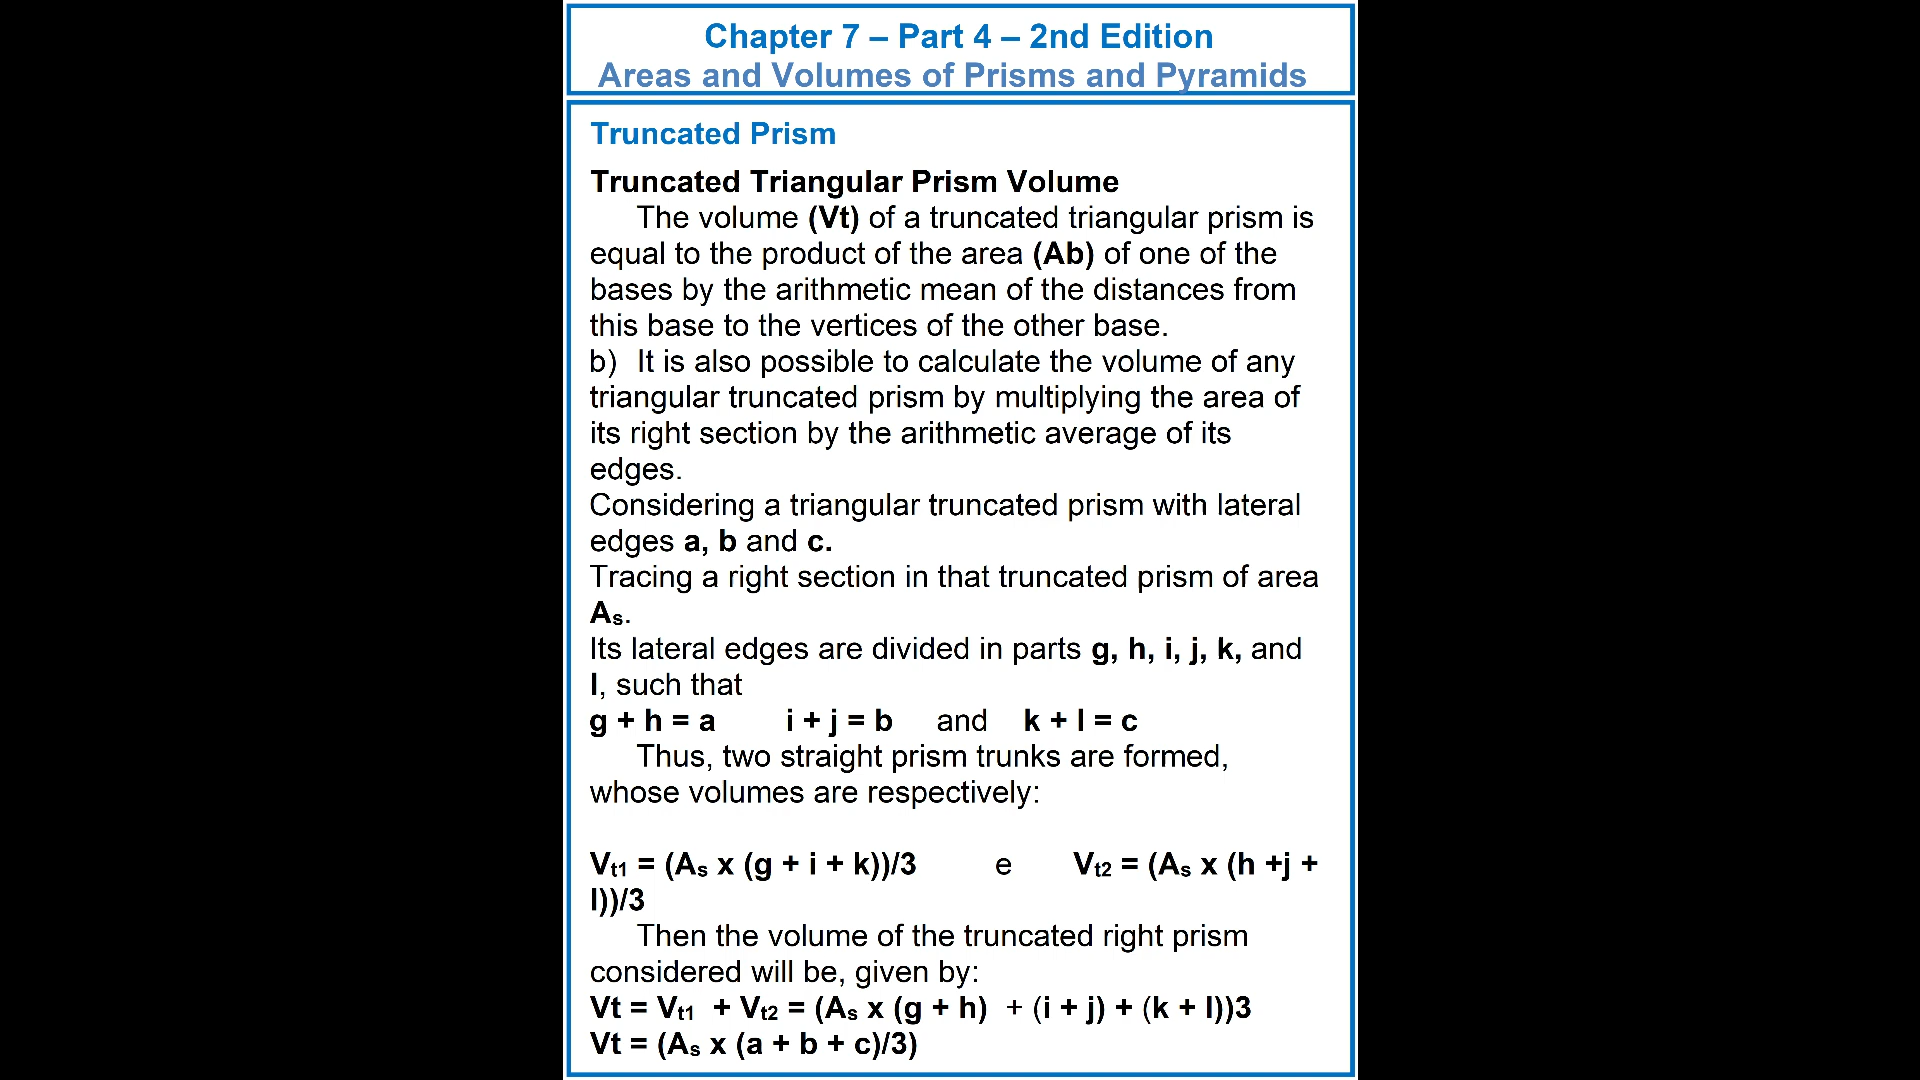 Chapter 7 – Part 4 – 2nd Edition
Areas and Volumes of Prisms and Pyramids
Truncated Prism
Truncated Triangular Prism Volume
The volume (Vt) of a truncated triangular prism is
equal to the product of the area (Ab) of one of the
bases by the arithmetic mean of the distances from
this base to the vertices of the other base.
b) It is also possible to calculate the volume of any
triangular truncated prism by multiplying the area of
its right section by the arithmetic average of its
edges.
Considering a triangular truncated prism with lateral
edges a, b and c.
Tracing a right section in that truncated prism of area
As.
Its lateral edges are divided in parts g, h, i, j, k, and
l, such that
g + h = a i + j = b and k + l = c
Thus, two straight prism trunks are formed,
whose volumes are respectively:
Vt1 = (As x (g + i + k))/3 e Vt2 = (As x (h +j +
l))/3
Then the volume of the truncated right prism
considered will be, given by:
Vt = Vt1 + Vt2 = (As x (g + h) + (i + j) + (k + l))3
Vt = (As x (a + b + c)/3)